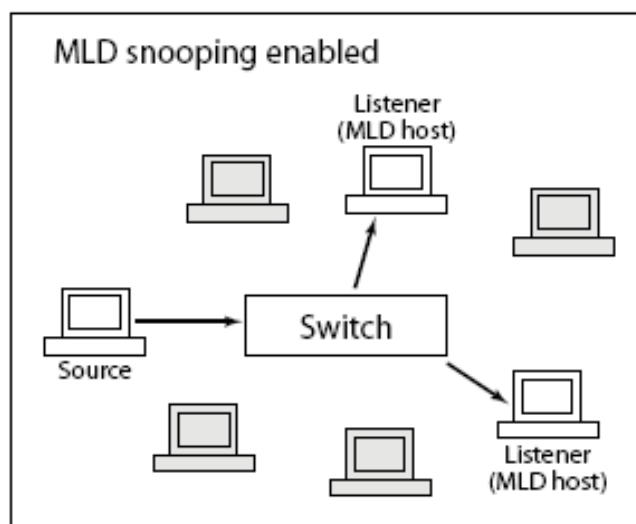 MLD snooping enabled
Listener
(MLD host)
Switch
Source
Listener
(MLD host)